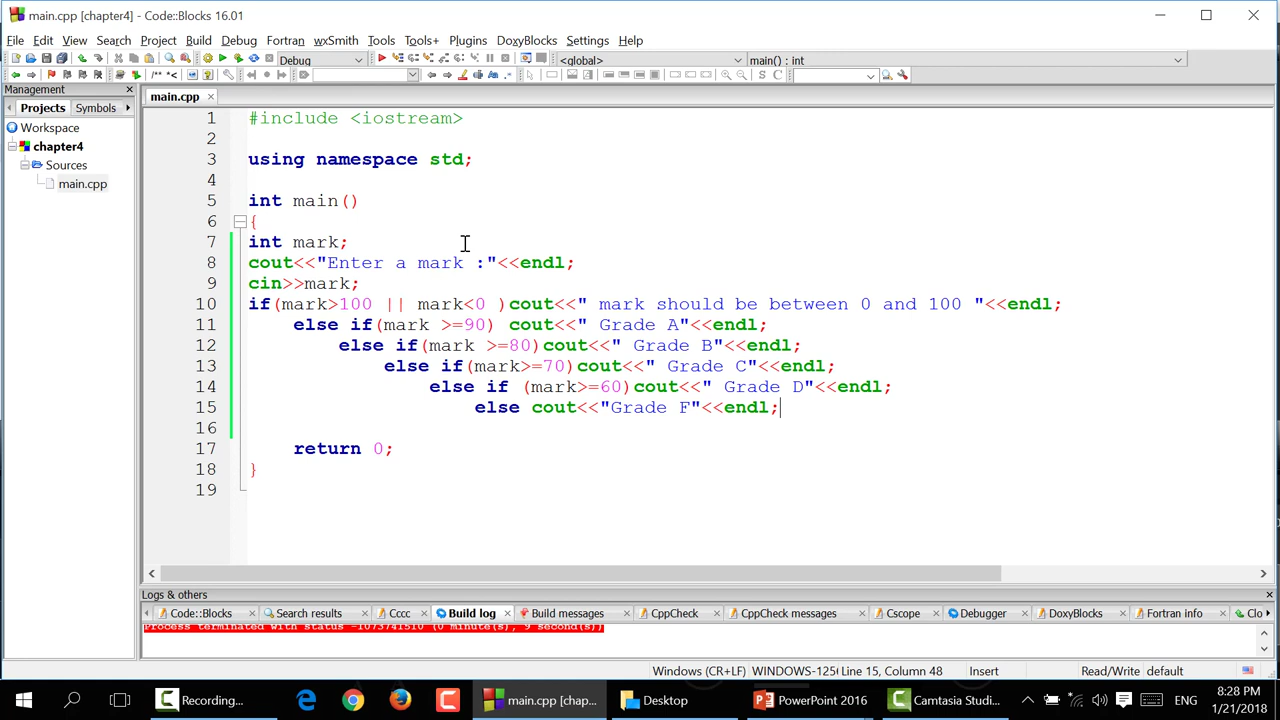 main.cpp [chapter4] - Code::Blocks 16.01
File Edit View Search Project Build Debug Fortran wxSmith Tools Tools+ Plugins DoxyBlocks Settings Help
Debug <global> main() : int
/** *< S C
Management
Projects Symbols
main.cpp
Workspace
chapter4
Sources
main.cpp
1 #include <iostream>
2
3 using namespace std;
4
5 int main()
6 {
7 int mark;
8 cout<<"Enter a mark :"<<endl;
9 cin>>mark;
10 if(mark>100 || mark<0 )cout<<" mark should be between 0 and 100 "<<endl;
11 else if(mark >=90) cout<<" Grade A"<<endl;
12 else if(mark >=80)cout<<" Grade B"<<endl;
13 else if(mark>=70)cout<<" Grade C"<<endl;
14 else if (mark>=60)cout<<" Grade D"<<endl;
15 else cout<<"Grade F"<<endl;
16
17 return 0;
18 }
19
Logs & others
Code::Blocks Search results Cccc Build log Build messages CppCheck CppCheck messages Cscope Debugger DoxyBlocks Fortran info Clo
Process terminated with status -1073741510 (0 minute(s), 9 second(s))
Windows (CR+LF) WINDOWS-125 Line 15, Column 48 Insert Read/Write default
Recording... main.cpp [chap... Desktop PowerPoint 2016 Camtasia Studi... ENG 8:28 PM
1/21/2018